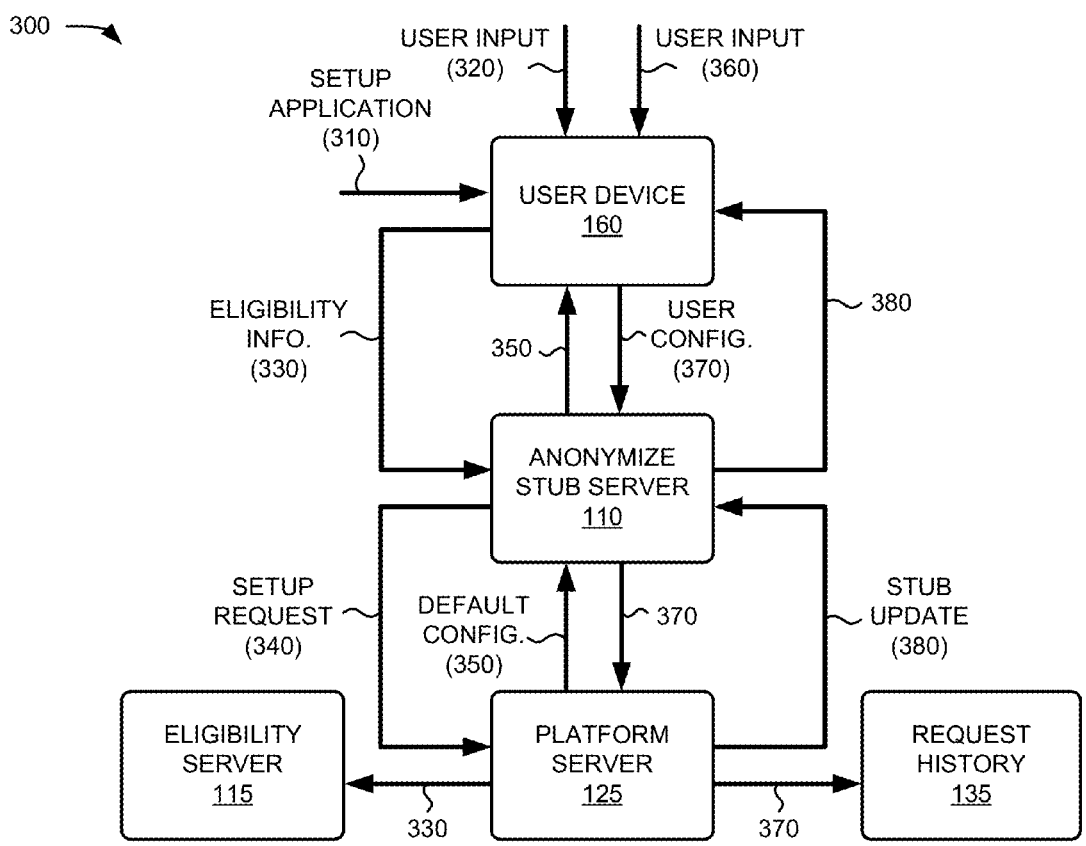 300
USER INPUT
(320)
USER INPUT
(360)
SETUP
APPLICATION
(310)
USER DEVICE
160
ELIGIBILITY
INFO.
(330)
350
USER
CONFIG.
(370)
380
ANONYMIZE
STUB SERVER
110
SETUP
REQUEST
(340)
DEFAULT
CONFIG.
(350)
370
STUB
UPDATE
(380)
ELIGIBILITY
SERVER
115
330
PLATFORM
SERVER
125
370
REQUEST
HISTORY
135